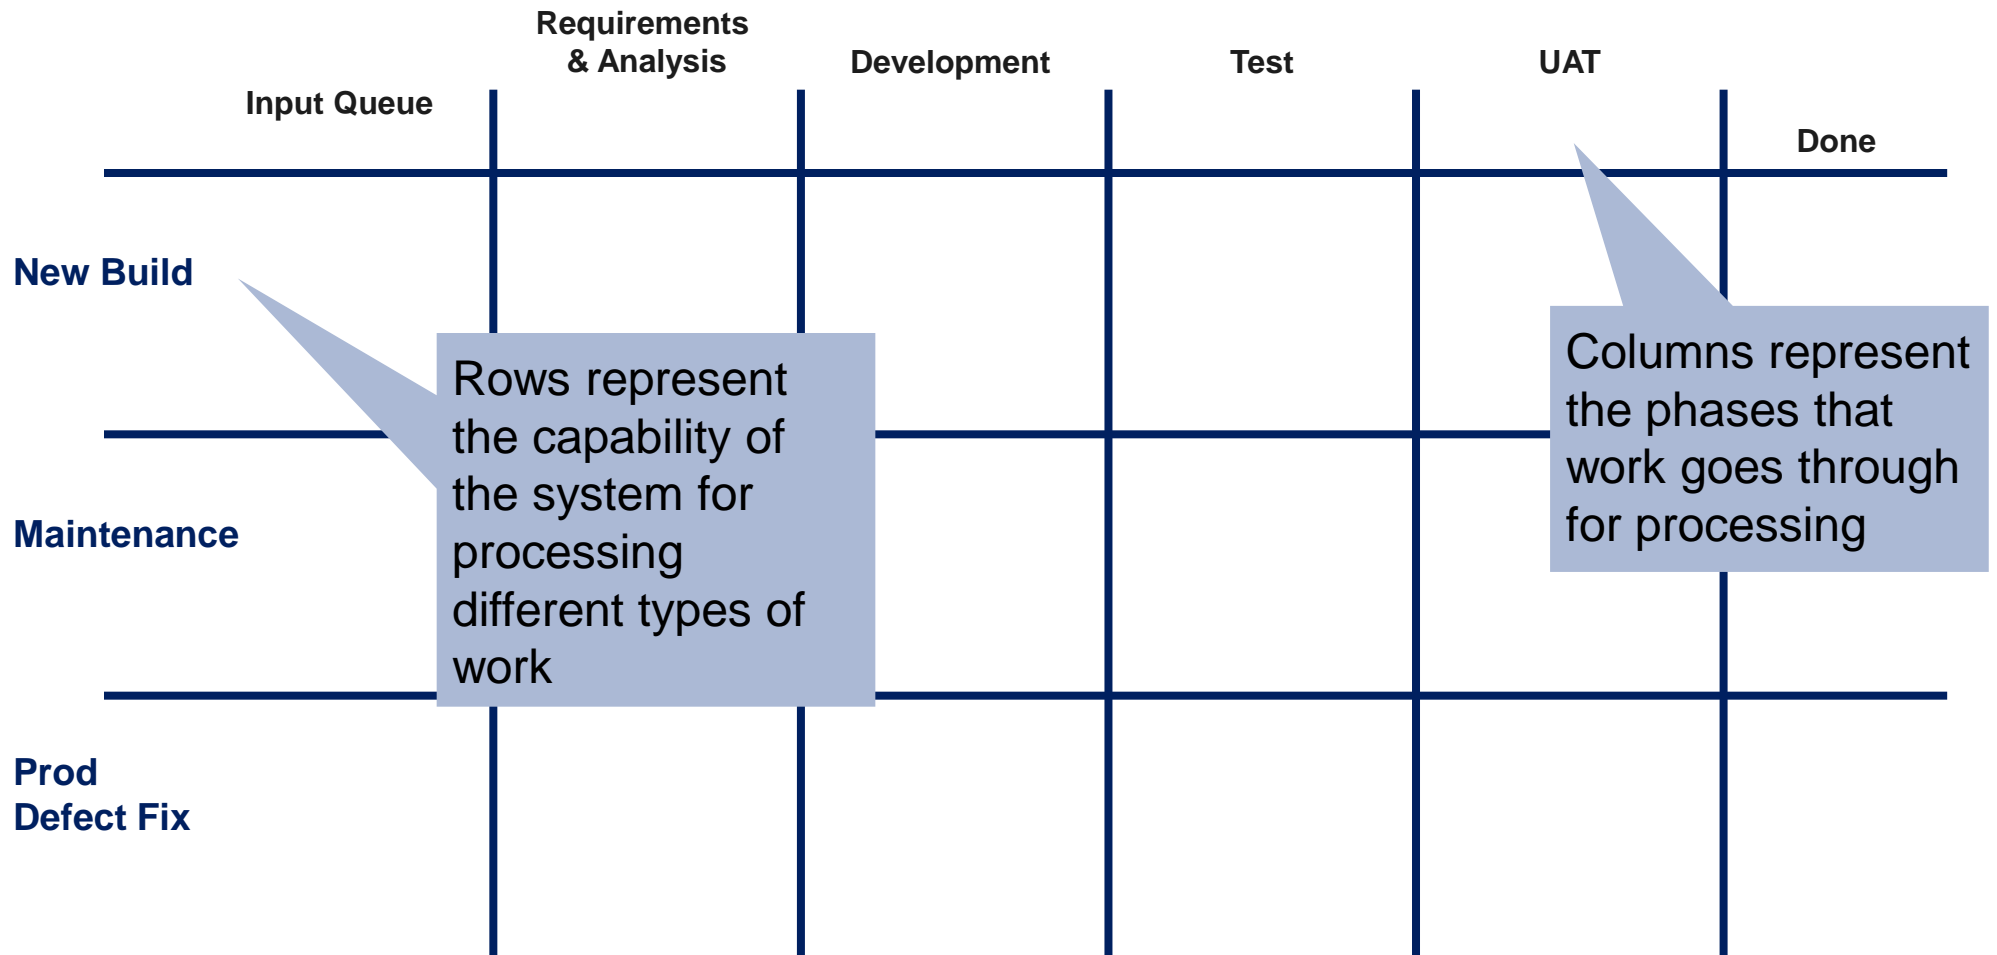 Requirements
& Analysis
Development
Test
UAT
Input Queue
Done
New Build
Rows represent
the capability of
the system for
processing
different types of
work
Columns represent
the phases that
work goes through
for processing
Maintenance
Prod
Defect Fix